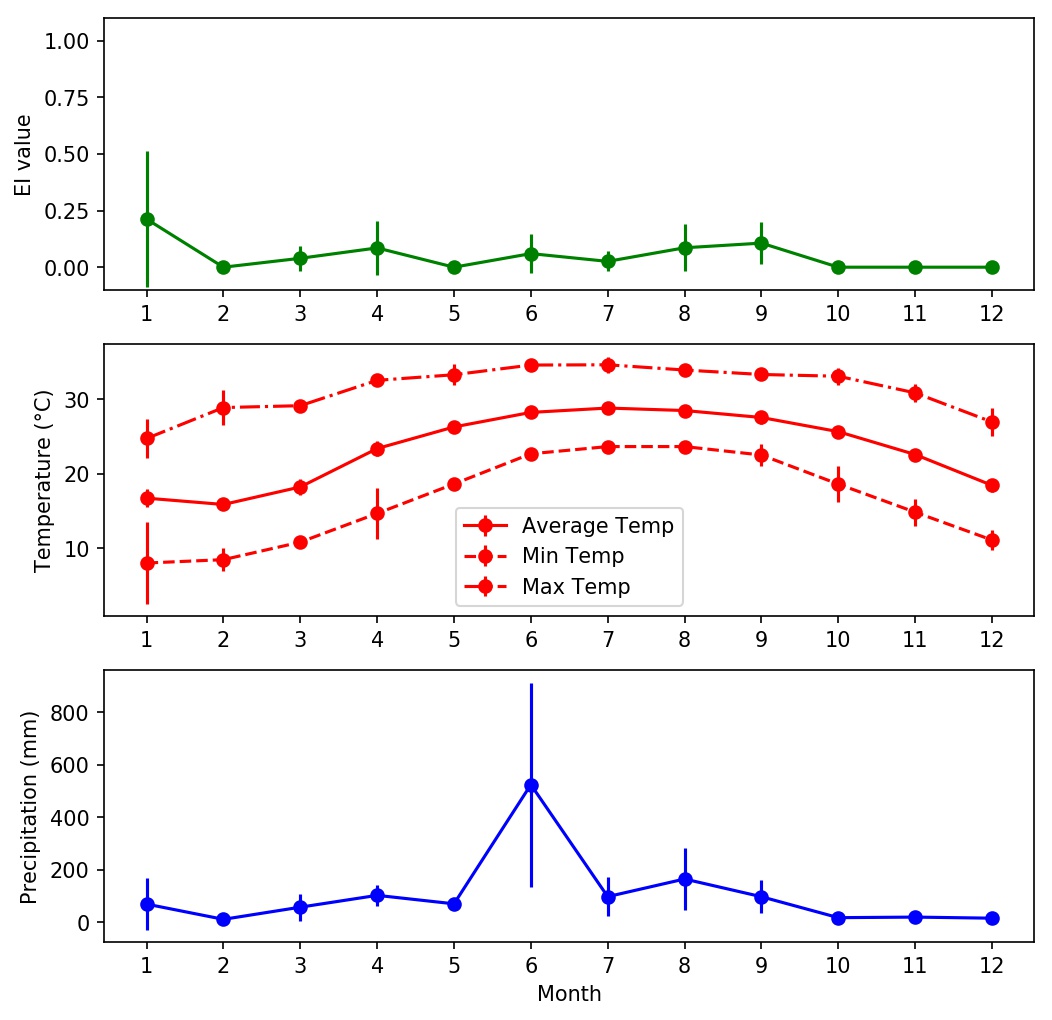 EI value
1.00
0.75
0.50
0.25
0.00
1 2 3 4 5 6 7 8 9 10 11 12
Temperature (°C)
30
20
10
Average Temp
Min Temp
Max Temp
1 2 3 4 5 6 7 8 9 10 11 12
Precipitation (mm)
800
600
400
200
0
1 2 3 4 5 6 7 8 9 10 11 12
Month